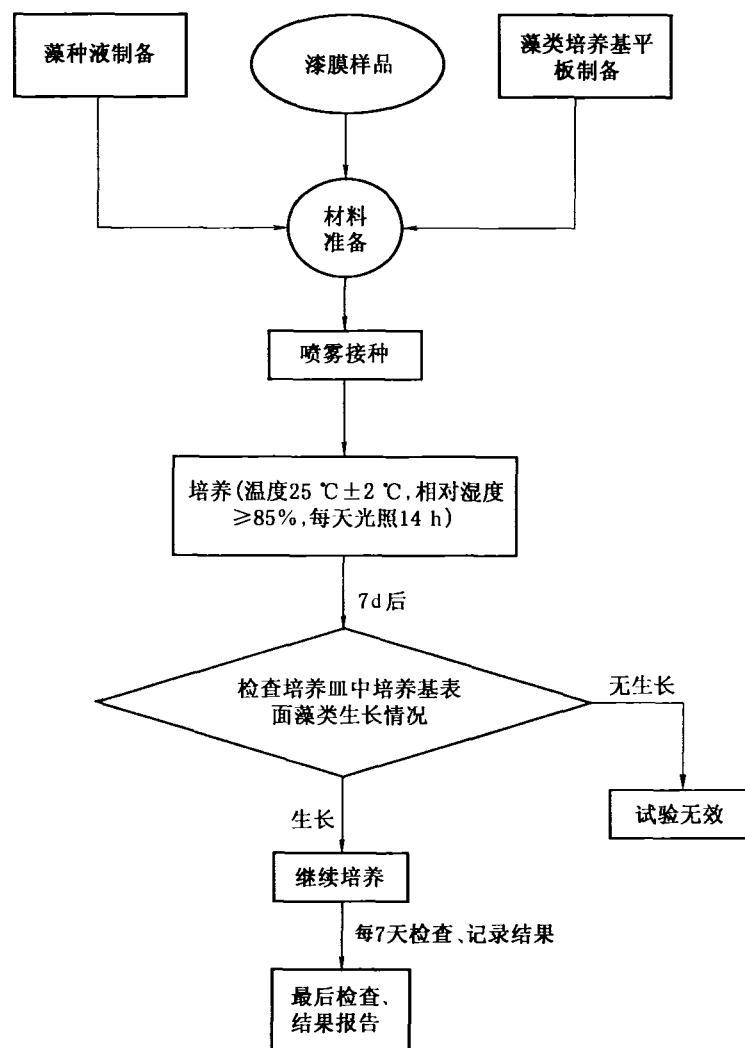 藻种液制备
漆膜样品
藻类培养基平
板制备
材料
准备
喷雾接种
培养(温度25 ℃±2 ℃,相对湿度
≥85%,每天光照14 h)
7d后
检查培养皿中培养基表
面藻类生长情况
无生长
试验无效
生长
继续培养
每7天检查、记录结果
最后检查、
结果报告